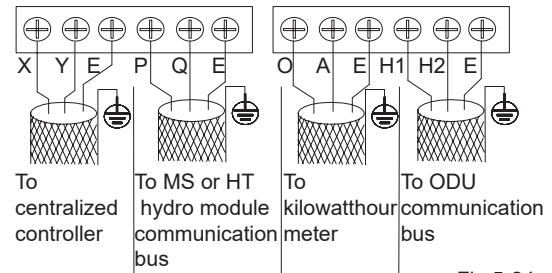 X Y E P Q E O A E H1 H2 E
To
centralized
controller
To MS or HT
hydro module
communication
bus
To
kilowatthour
meter
To ODU
communication
bus